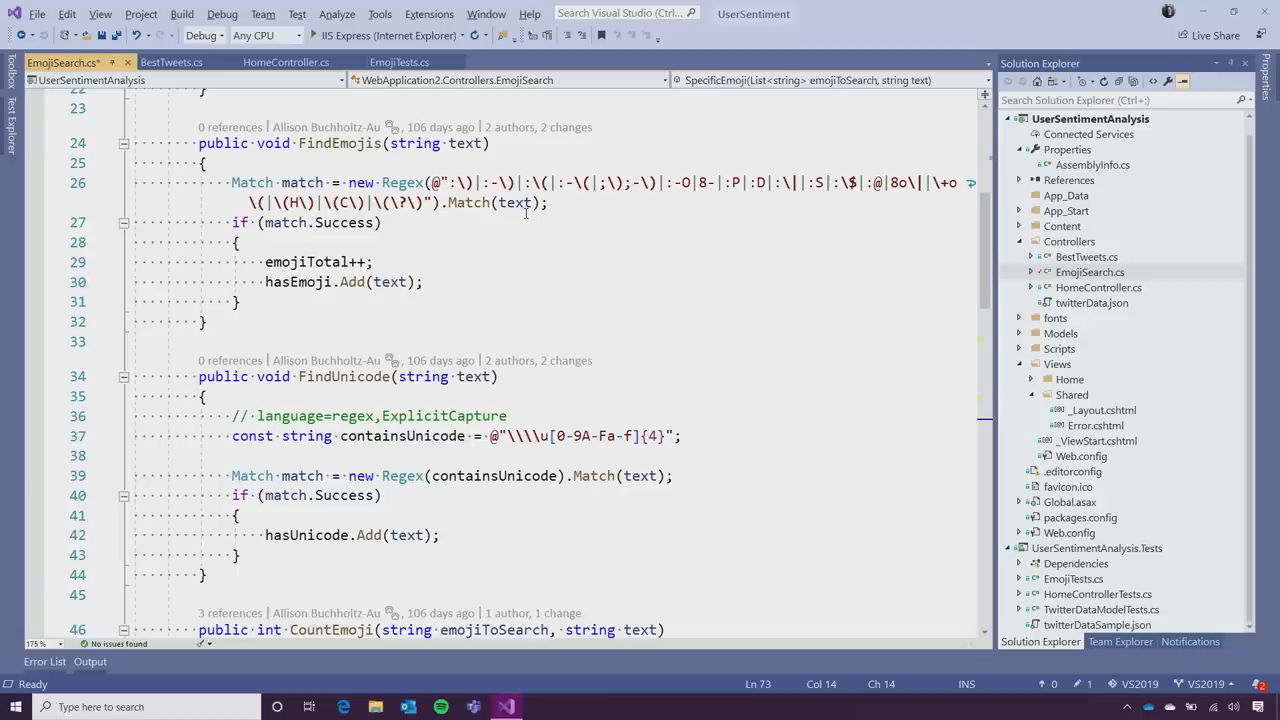 File Edit View Project Build Debug Team Test Analyze Tools Extensions Window Help Search Visual Studio (Ctrl+Q) UserSentiment
Debug Any CPU IIS Express (Internet Explorer) Live Share
EmojiSearch.cs* BestTweets.cs HomeController.cs EmojiTests.cs
UserSentimentAnalysis WebApplication2.Controllers.EmojiSearch SpecificEmoji(List<string> emojiToSearch, string text)
Toolbox
Test Explorer
22 }
23
0 references | Allison Buchholtz-Au, 106 days ago | 2 authors, 2 changes
24 public void FindEmojis(string text)
25 {
26 Match match = new Regex(@":\)|:-\)|:\(|:-\(|;\);-\)|:-O|8-|:P|:D|:\||:S|:\$|:@|8o\||\+o
\(|\(H\)|\(C\)|\(\?\)").Match(text);
27 if (match.Success)
28 {
29 emojiTotal++;
30 hasEmoji.Add(text);
31 }
32 }
33
0 references | Allison Buchholtz-Au, 106 days ago | 2 authors, 2 changes
34 public void FindUnicode(string text)
35 {
36 // language=regex,ExplicitCapture
37 const string containsUnicode = @"\\\\u[0-9A-Fa-f]{4}";
38
39 Match match = new Regex(containsUnicode).Match(text);
40 if (match.Success)
41 {
42 hasUnicode.Add(text);
43 }
44 }
45
3 references | Allison Buchholtz-Au, 106 days ago | 1 author, 1 change
46 public int CountEmoji(string emojiToSearch, string text)
175 % No issues found
Solution Explorer
Search Solution Explorer (Ctrl+;)
UserSentimentAnalysis
Connected Services
Properties
AssemblyInfo.cs
References
App_Data
App_Start
Content
Controllers
BestTweets.cs
EmojiSearch.cs
HomeController.cs
twitterData.json
fonts
Models
Scripts
Views
Home
Shared
_Layout.cshtml
Error.cshtml
_ViewStart.cshtml
Web.config
.editorconfig
favicon.ico
Global.asax
packages.config
Web.config
UserSentimentAnalysis.Tests
Dependencies
EmojiTests.cs
HomeControllerTests.cs
TwitterDataModelTests.cs
twitterDataSample.json
Solution Explorer Team Explorer Notifications
Properties
Error List Output
Ready Ln 73 Col 14 Ch 14 INS 0 1 VS2019 VS2019 2
Type here to search